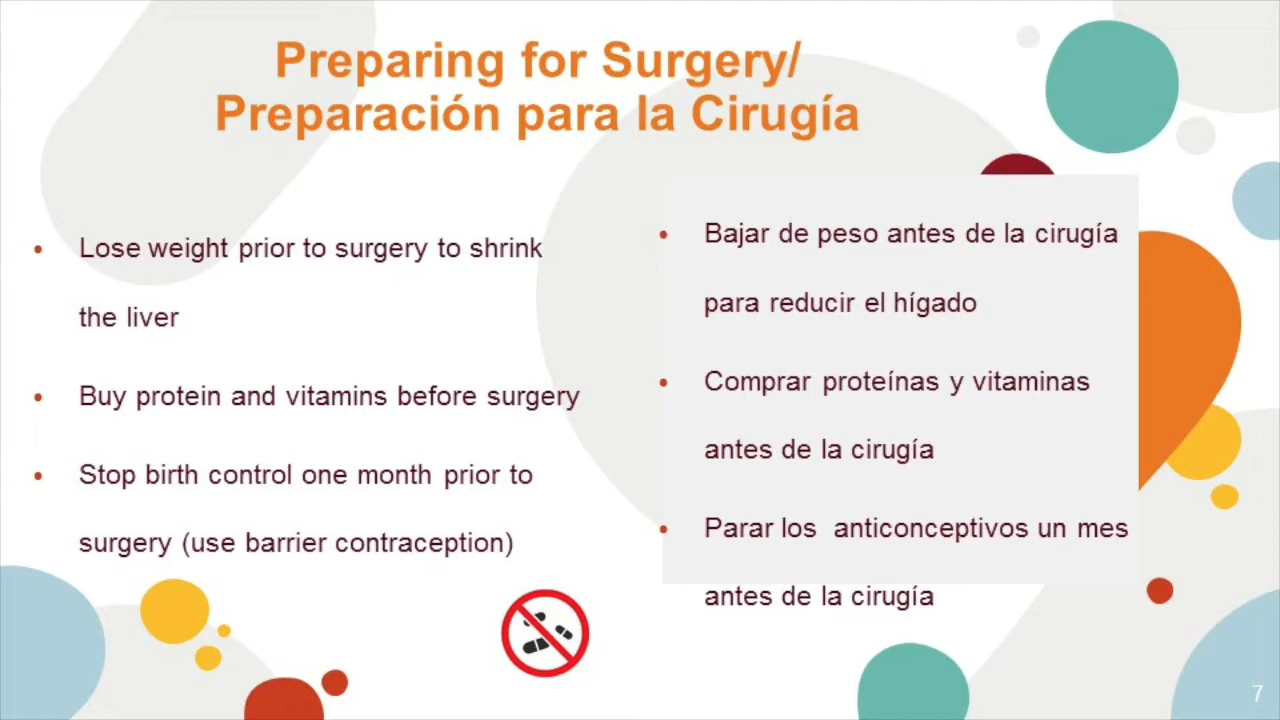 Preparing for Surgery/
Preparación para la Cirugía
• Lose weight prior to surgery to shrink
the liver
• Buy protein and vitamins before surgery
• Stop birth control one month prior to
surgery (use barrier contraception)
• Bajar de peso antes de la cirugía
para reducir el hígado
• Comprar proteínas y vitaminas
antes de la cirugía
• Parar los anticonceptivos un mes
antes de la cirugía
7